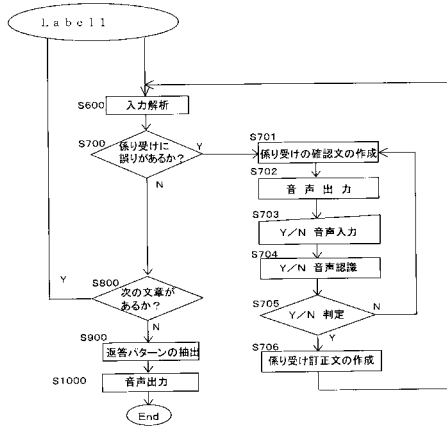 Label1
S600
入力解析
S700
係り受けに
誤りがあるか?
Y
N
S701
係り受けの確認文の作成
S702
音声出力
S703
Y/N 音声入力
S704
Y/N 音声認識
S705
Y/N 判定
N
Y
S706
係り受け訂正文の作成
S800
次の文章が
あるか?
Y
N
S900
返答パターンの抽出
S1000
音声出力
End